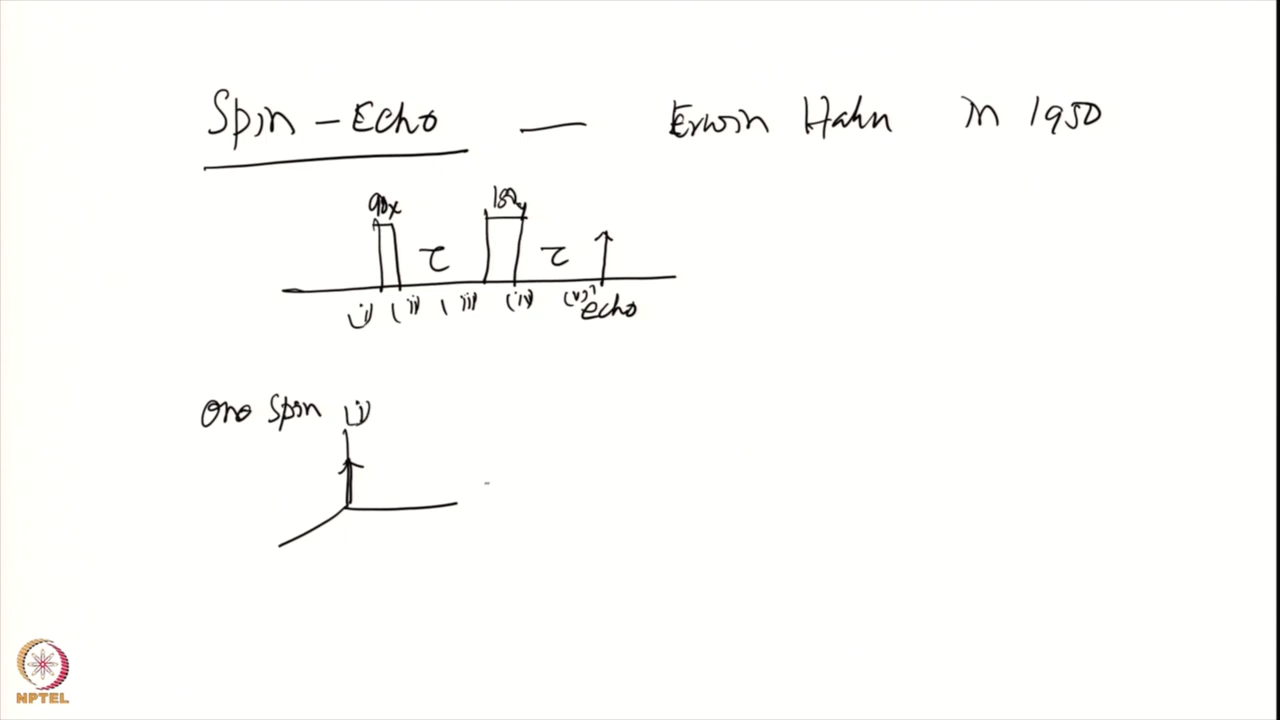 Spin - Echo — Erwin Hahn in 1950
90x 180y
τ τ
(i) (ii) (iii) (iv) (v)
echo
One spin (i)
NPTEL